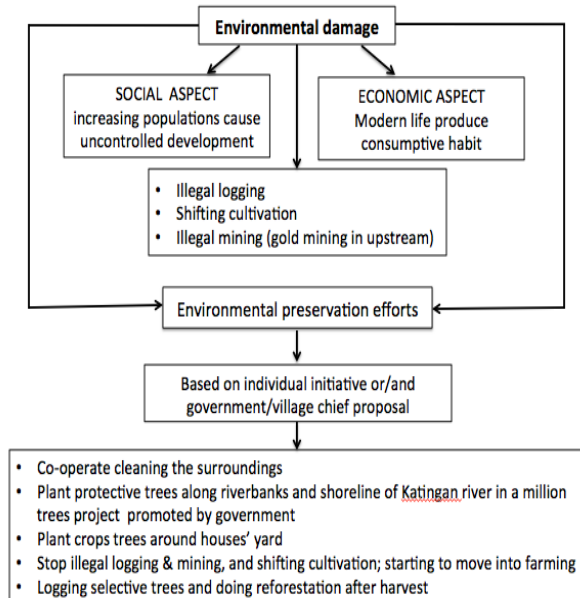 Environmental damage
SOCIAL ASPECT
increasing populations cause
uncontrolled development
ECONOMIC ASPECT
Modern life produce
consumptive habit
• Illegal logging
• Shifting cultivation
• Illegal mining (gold mining in upstream)
Environmental preservation efforts
Based on individual initiative or/and
government/village chief proposal
• Co-operate cleaning the surroundings
• Plant protective trees along riverbanks and shoreline of Katingan river in a million
trees project promoted by government
• Plant crops trees around houses' yard
• Stop illegal logging & mining, and shifting cultivation; starting to move into farming
• Logging selective trees and doing reforestation after harvest